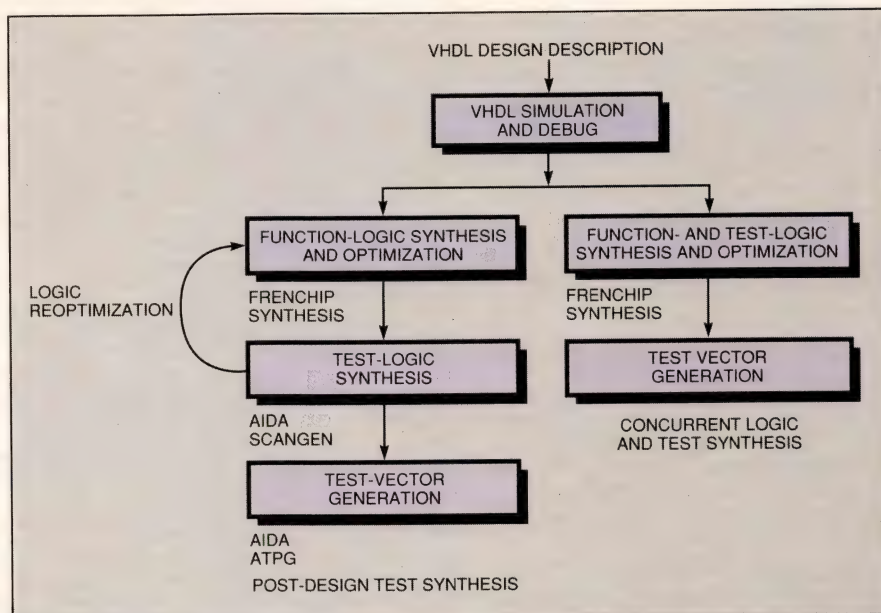 VHDL DESIGN DESCRIPTION
VHDL SIMULATION
AND DEBUG
FUNCTION-LOGIC SYNTHESIS
AND OPTIMIZATION
FUNCTION- AND TEST-LOGIC
SYNTHESIS AND OPTIMIZATION
LOGIC
REOPTIMIZATION
FRENCHIP
SYNTHESIS
FRENCHIP
SYNTHESIS
TEST-LOGIC
SYNTHESIS
TEST VECTOR
GENERATION
AIDA
SCANGEN
CONCURRENT LOGIC
AND TEST SYNTHESIS
TEST-VECTOR
GENERATION
AIDA
ATPG
POST-DESIGN TEST SYNTHESIS